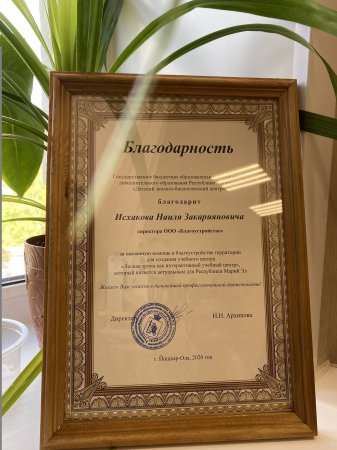 Благодарность
Государственное бюджетное образовательное
дополнительного образования Республики
«Детский эколого-биологический центр»
благодарит
Исхакова Наиля Закарияновича
директора ООО «Благоустройство»
за оказанную помощь в благоустройстве территории
для создания учебного центра
«Лесная тропа как интерактивный учебный центр»,
который является актуальным для Республики Марий Эл
Желаем Вам успехов в дальнейшей профессиональной деятельности!
Директор
Н.Н. Архипова
г. Йошкар-Ола, 2020 год